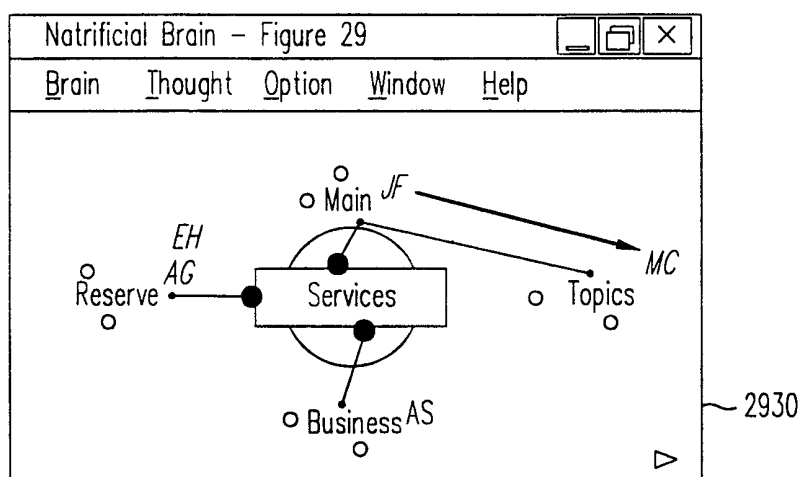 Natrificial Brain – Figure 29
Brain Thought Option Window Help
Main JF
EH
AG
MC
Reserve
Services
Topics
2930
Business AS